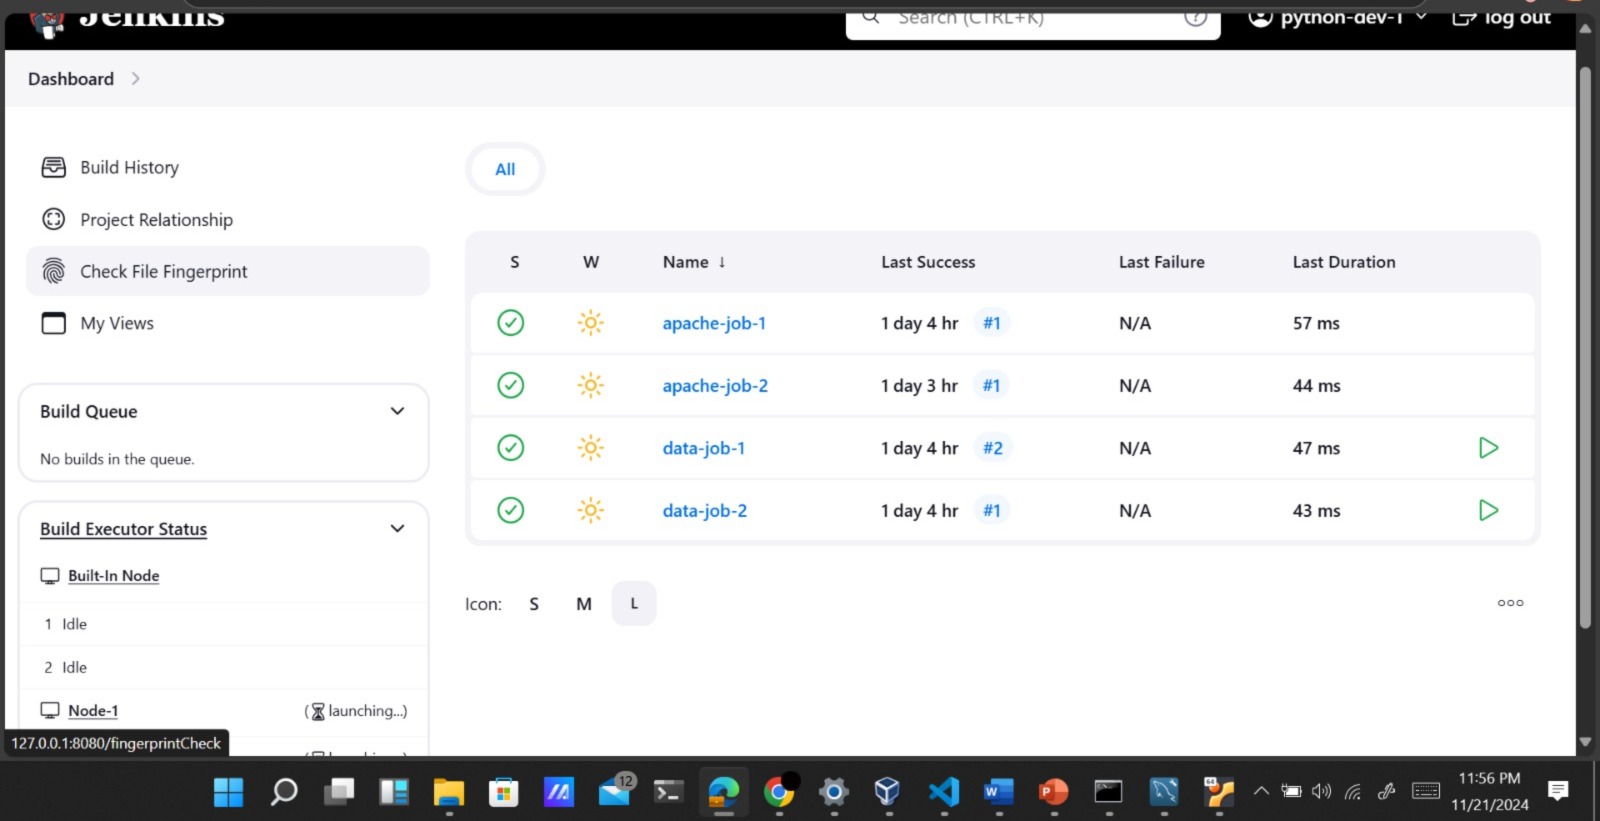 Jenkins
Search (CTRL+K)
python-dev-1
log out
Dashboard
Build History
Project Relationship
Check File Fingerprint
My Views
Build Queue
No builds in the queue.
Build Executor Status
Built-In Node
1 Idle
2 Idle
Node-1 (launching...)
127.0.0.1:8080/fingerprintCheck
All
S W Name ↓ Last Success Last Failure Last Duration
apache-job-1 1 day 4 hr #1 N/A 57 ms
apache-job-2 1 day 3 hr #1 N/A 44 ms
data-job-1 1 day 4 hr #2 N/A 47 ms
data-job-2 1 day 4 hr #1 N/A 43 ms
Icon: S M L
12
64
11:56 PM
11/21/2024